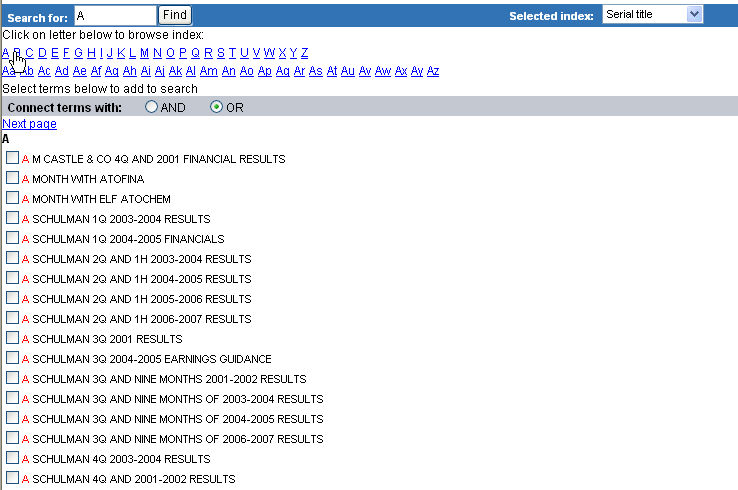 Search for: A Find Selected index: Serial title
Click on letter below to browse index:
A B C D E F G H I J K L M N O P Q R S T U V W X Y Z
Aa Ab Ac Ad Ae Af Ag Ah Ai Aj Ak Al Am An Ao Ap Aq Ar As At Au Av Aw Ax Ay Az
Select terms below to add to search
Connect terms with: AND OR
Next page
A
A M CASTLE & CO 4Q AND 2001 FINANCIAL RESULTS
A MONTH WITH ATOFINA
A MONTH WITH ELF ATOCHEM
A SCHULMAN 1Q 2003-2004 RESULTS
A SCHULMAN 1Q 2004-2005 FINANCIALS
A SCHULMAN 2Q AND 1H 2003-2004 RESULTS
A SCHULMAN 2Q AND 1H 2004-2005 RESULTS
A SCHULMAN 2Q AND 1H 2005-2006 RESULTS
A SCHULMAN 2Q AND 1H 2006-2007 RESULTS
A SCHULMAN 3Q 2001 RESULTS
A SCHULMAN 3Q 2004-2005 EARNINGS GUIDANCE
A SCHULMAN 3Q AND NINE MONTHS 2001-2002 RESULTS
A SCHULMAN 3Q AND NINE MONTHS OF 2003-2004 RESULTS
A SCHULMAN 3Q AND NINE MONTHS OF 2004-2005 RESULTS
A SCHULMAN 3Q AND NINE MONTHS OF 2006-2007 RESULTS
A SCHULMAN 4Q 2003-2004 RESULTS
A SCHULMAN 4Q AND 2001-2002 RESULTS